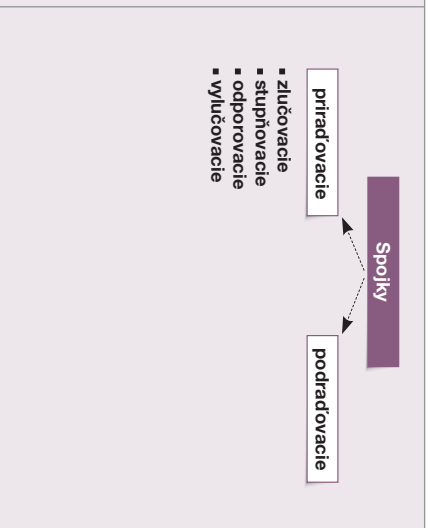 Spojky
priraďovacie
podraďovacie
▪ zlučovacie
▪ stupňovacie
▪ odporovacie
▪ vylučovacie